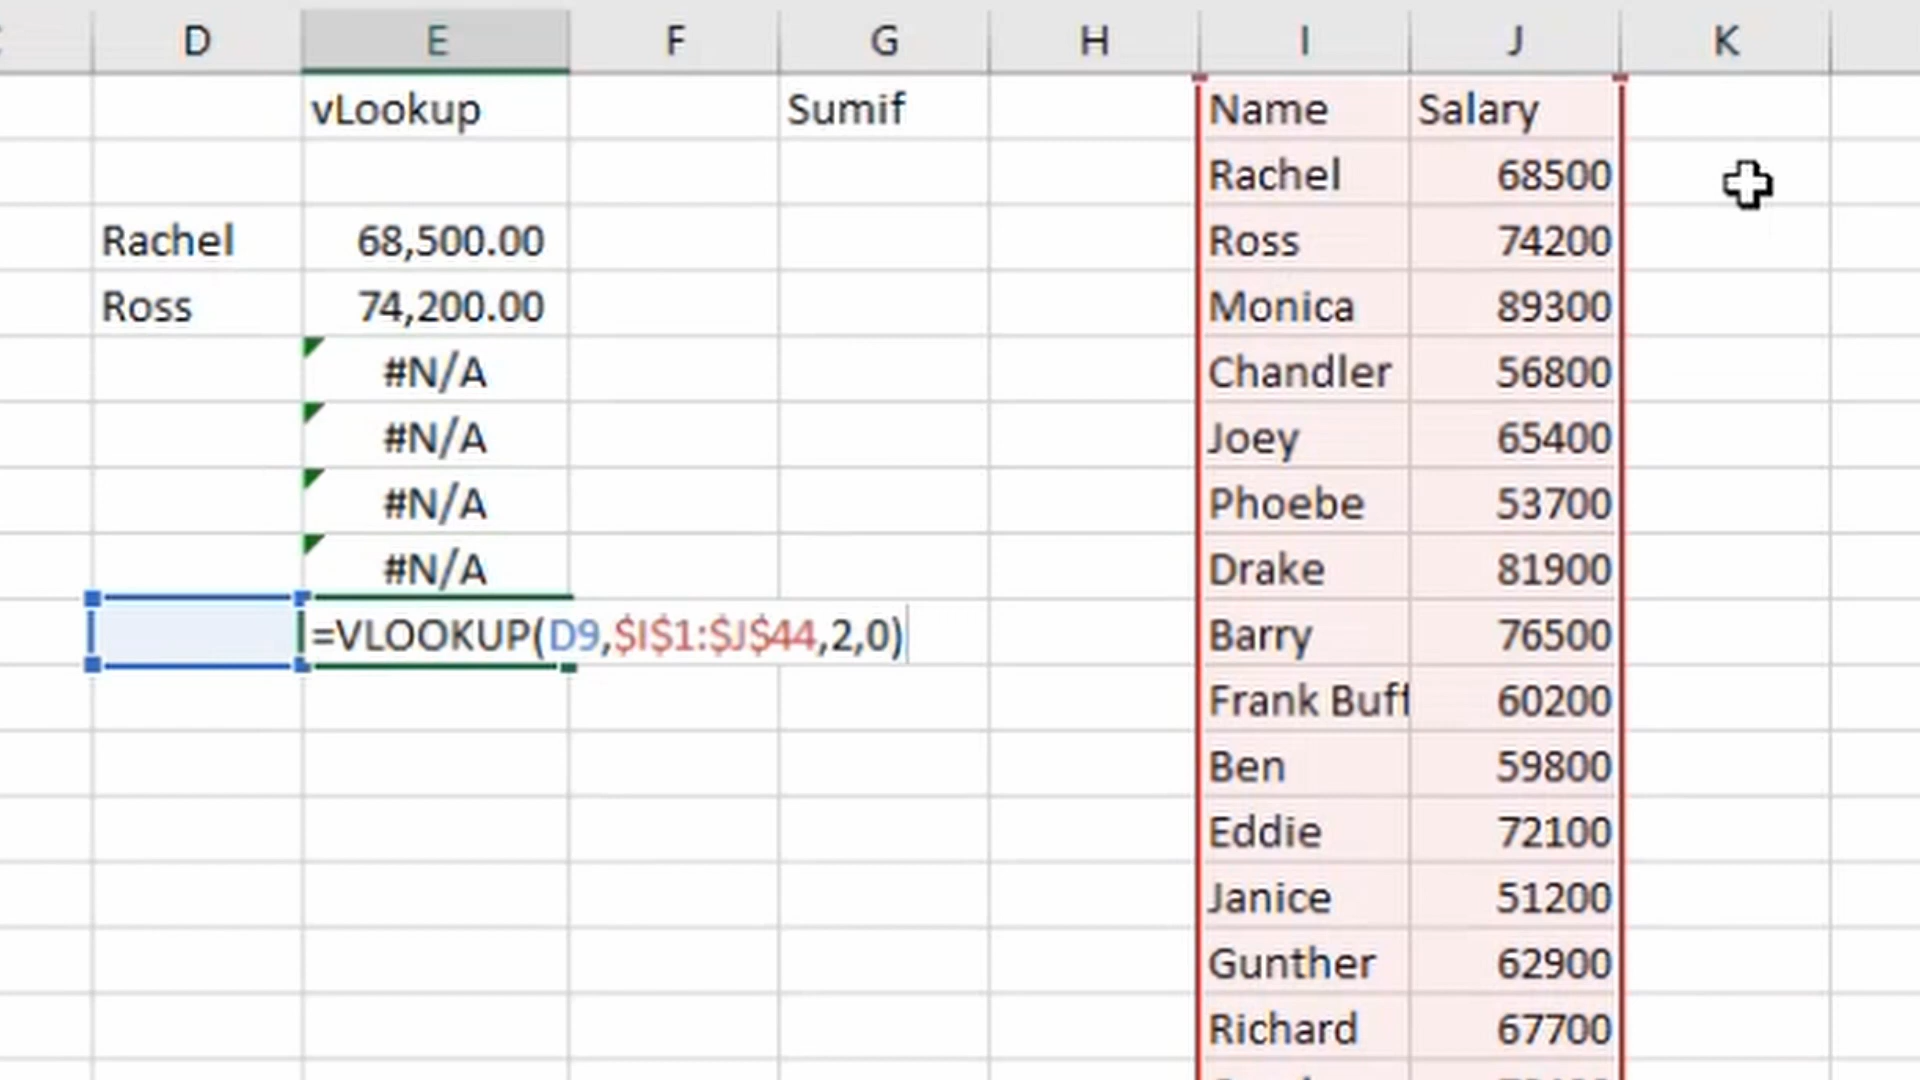 D E F G H I J K
vLookup Sumif Name Salary
Rachel 68500
Rachel 68,500.00 Ross 74200
Ross 74,200.00 Monica 89300
#N/A Chandler 56800
#N/A Joey 65400
#N/A Phoebe 53700
#N/A Drake 81900
=VLOOKUP(D9,$I$1:$J$44,2,0) Barry 76500
Frank Buff 60200
Ben 59800
Eddie 72100
Janice 51200
Gunther 62900
Richard 67700